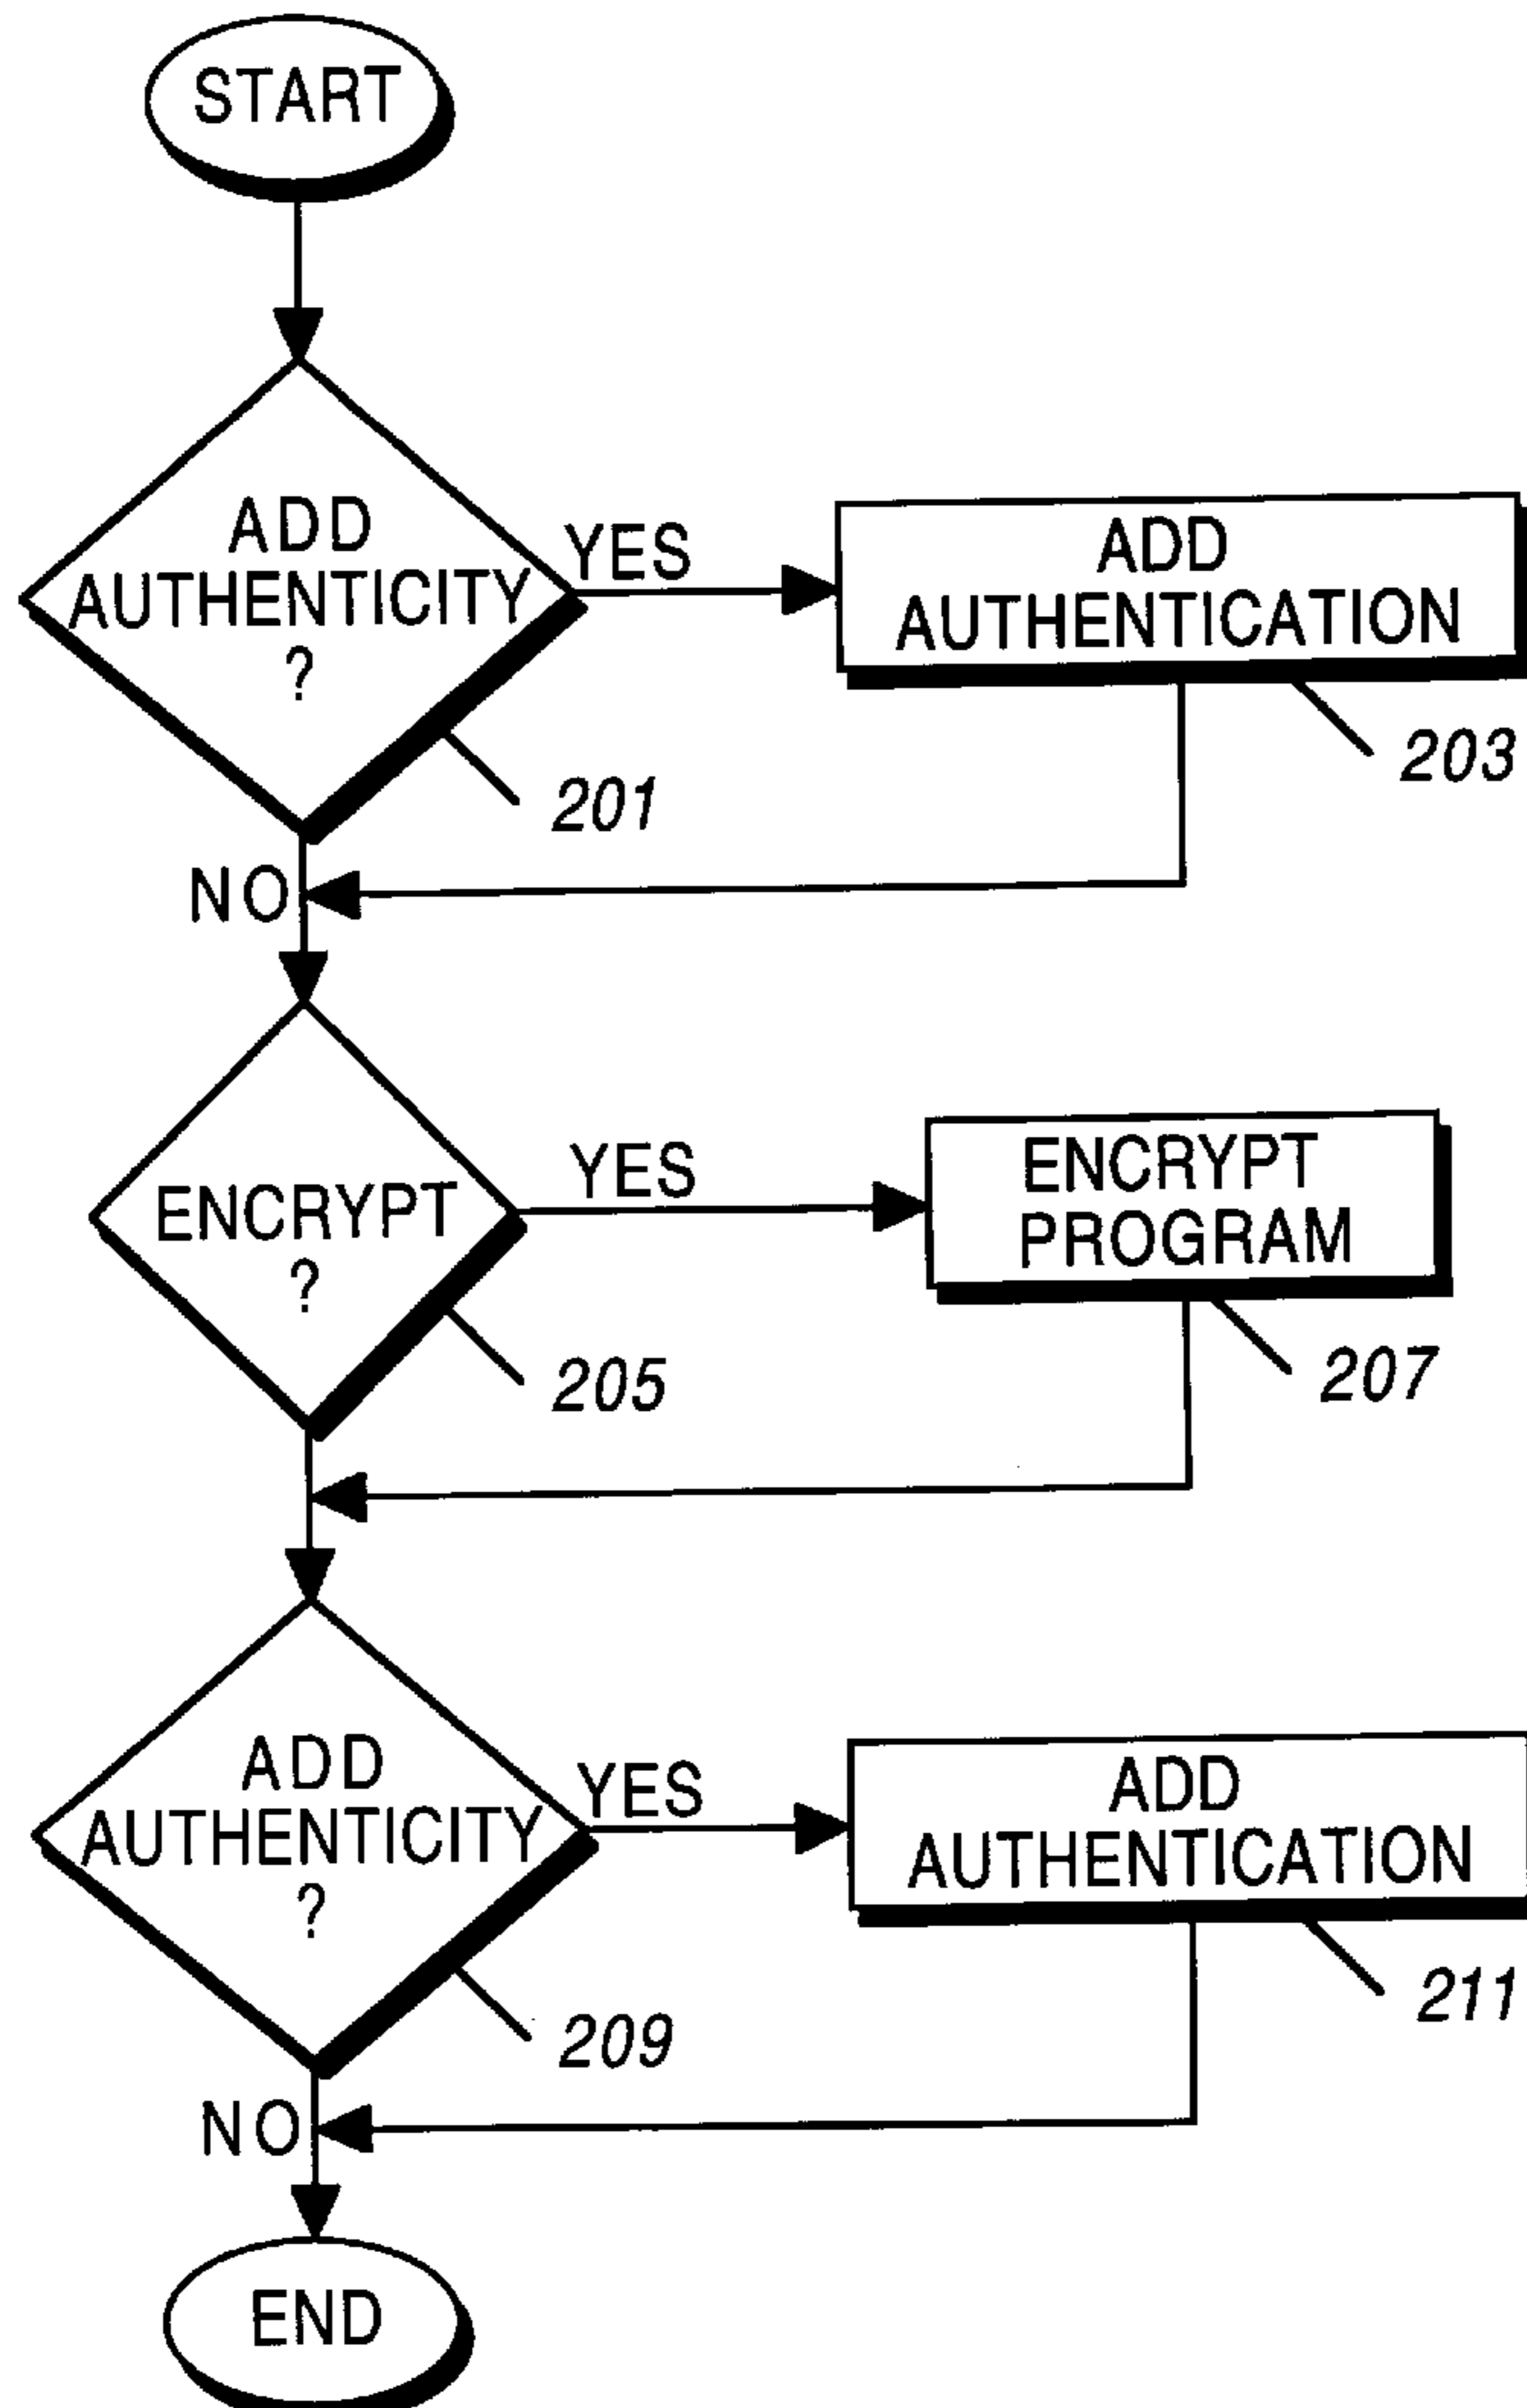 START
ADD
AUTHENTICITY
?
YES
ADD
AUTHENTICATION
201
203
NO
ENCRYPT
?
YES
ENCRYPT
PROGRAM
205
207
ADD
AUTHENTICITY
?
YES
ADD
AUTHENTICATION
209
211
NO
END